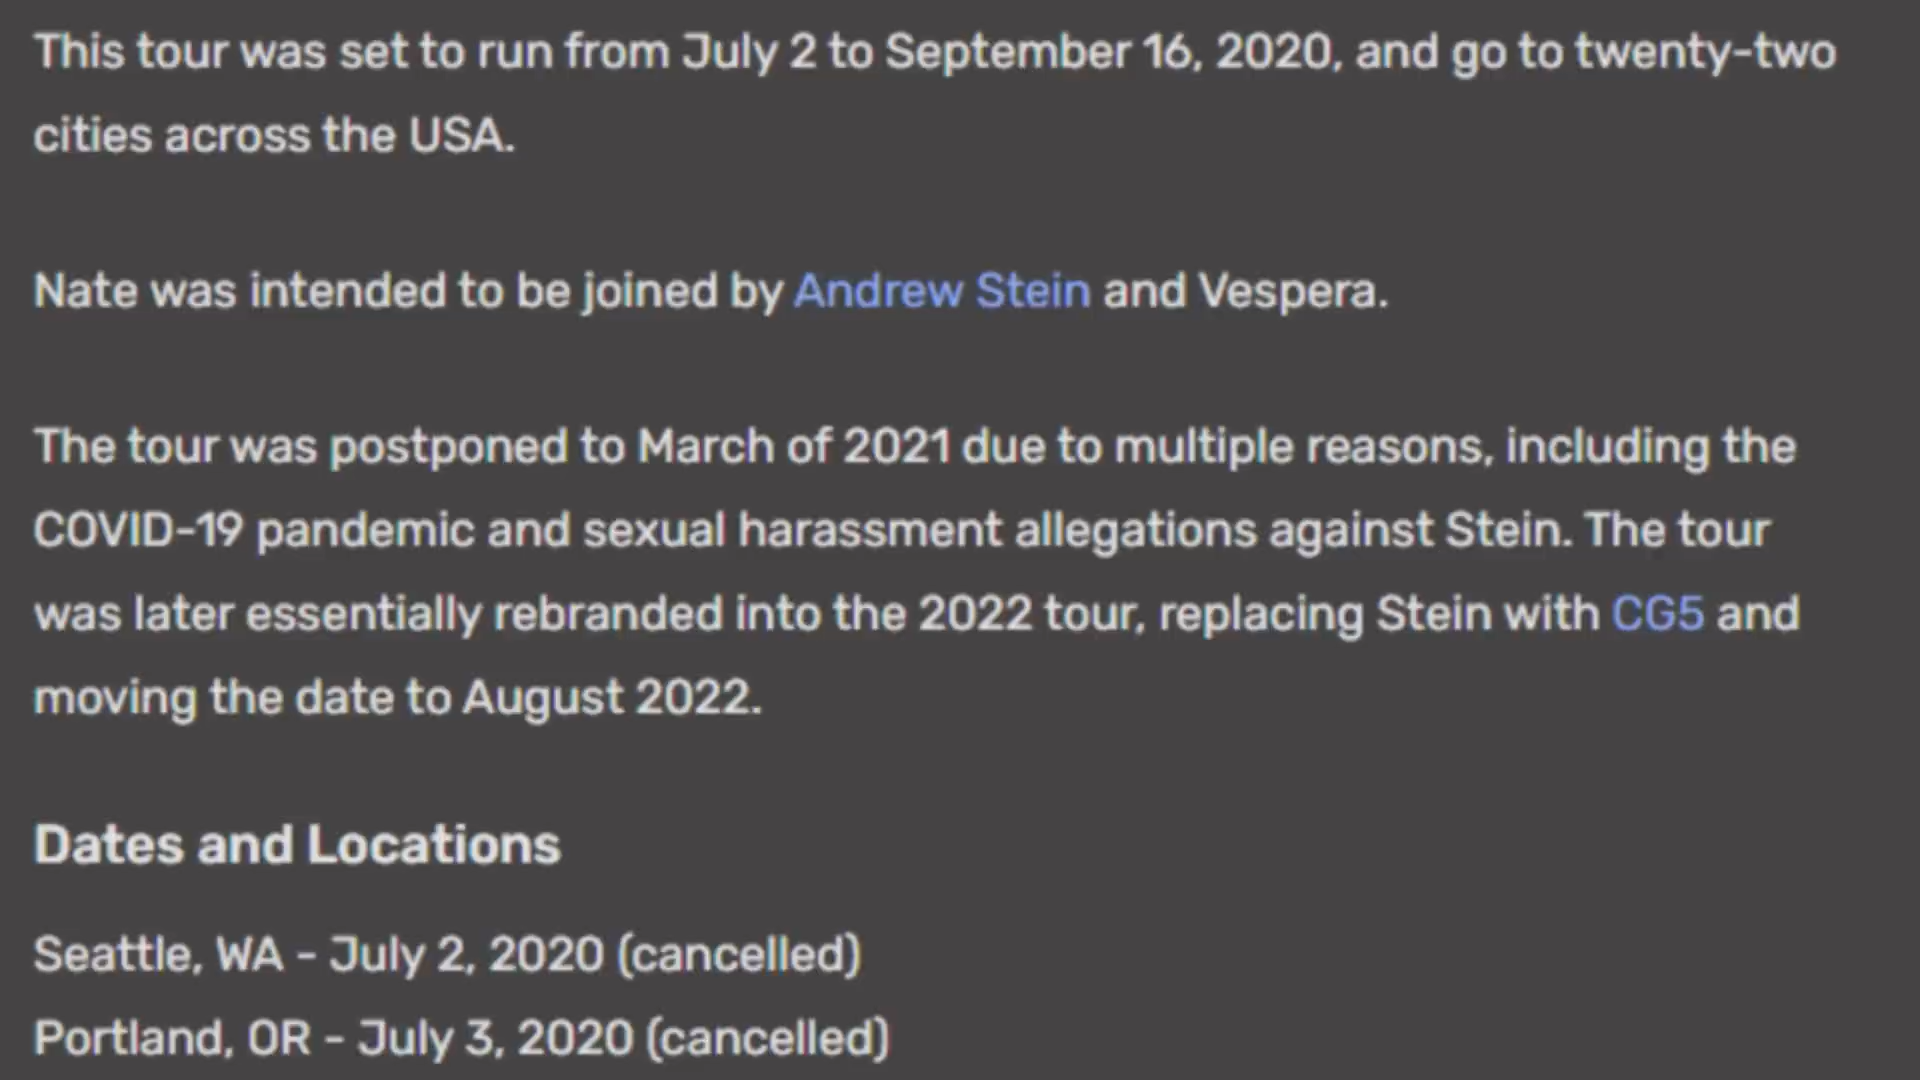 This tour was set to run from July 2 to September 16, 2020, and go to twenty-two
cities across the USA.
Nate was intended to be joined by Andrew Stein and Vespera.
The tour was postponed to March of 2021 due to multiple reasons, including the
COVID-19 pandemic and sexual harassment allegations against Stein. The tour
was later essentially rebranded into the 2022 tour, replacing Stein with CG5 and
moving the date to August 2022.
Dates and Locations
Seattle, WA - July 2, 2020 (cancelled)
Portland, OR - July 3, 2020 (cancelled)